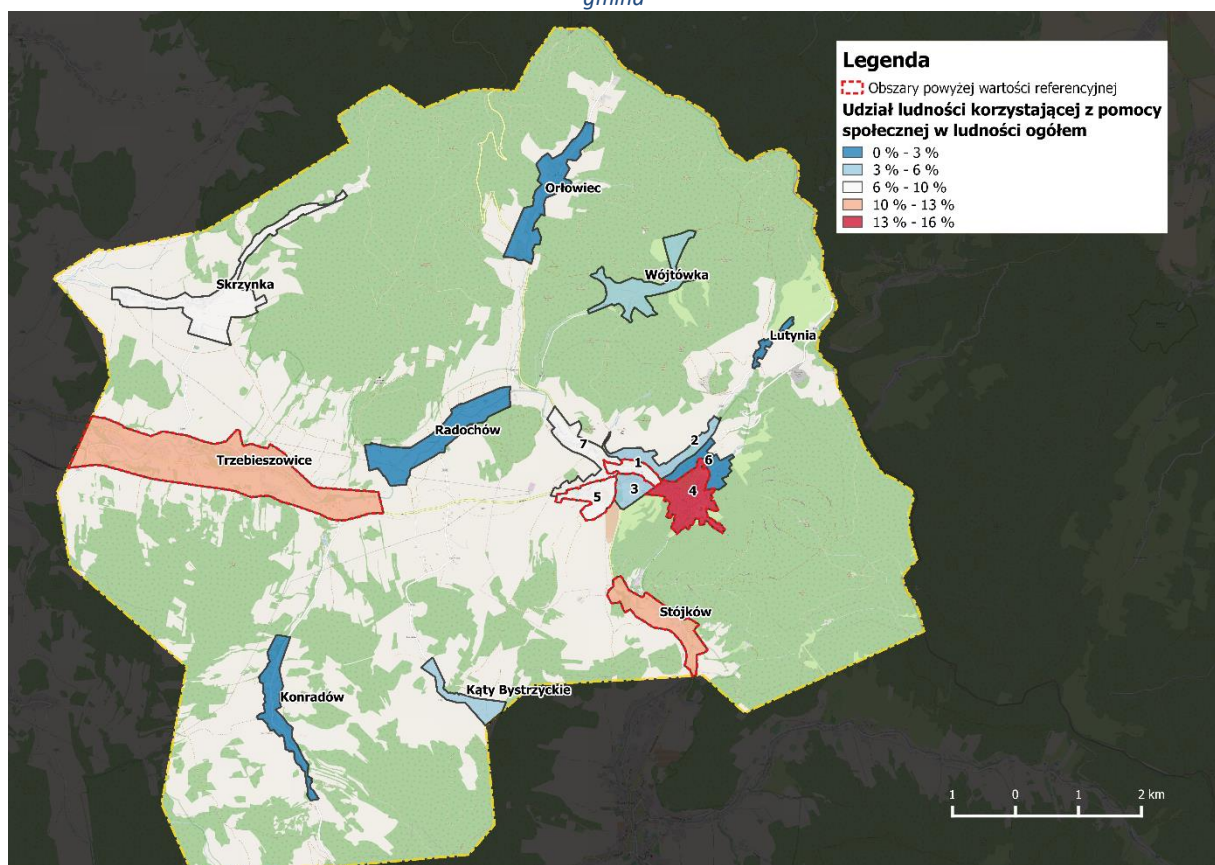 gmina
Legenda
Obszary powyżej wartości referencyjnej
Udział ludności korzystającej z pomocy
społecznej w ludności ogółem
0 % - 3 %
3 % - 6 %
6 % - 10 %
10 % - 13 %
13 % - 16 %
Orłowiec
Wójtówka
Skrzynka
Lutynia
Radochów
Trzebieszowice
7
2
1
6
5
3
4
Stójków
Konradów
Kąty Bystrzyckie
1 0 1 2 km